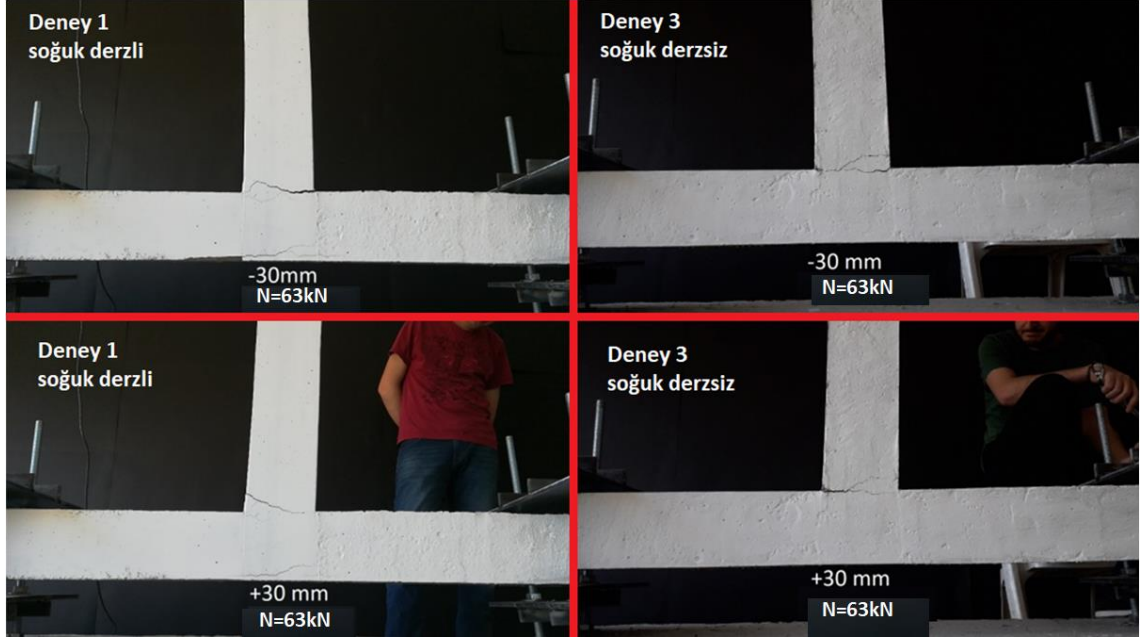 Deney 1
soğuk derzli
-30mm
N=63kN
Deney 3
soğuk derzsiz
-30 mm
N=63kN
Deney 1
soğuk derzli
+30 mm
N=63kN
Deney 3
soğuk derzsiz
+30 mm
N=63kN